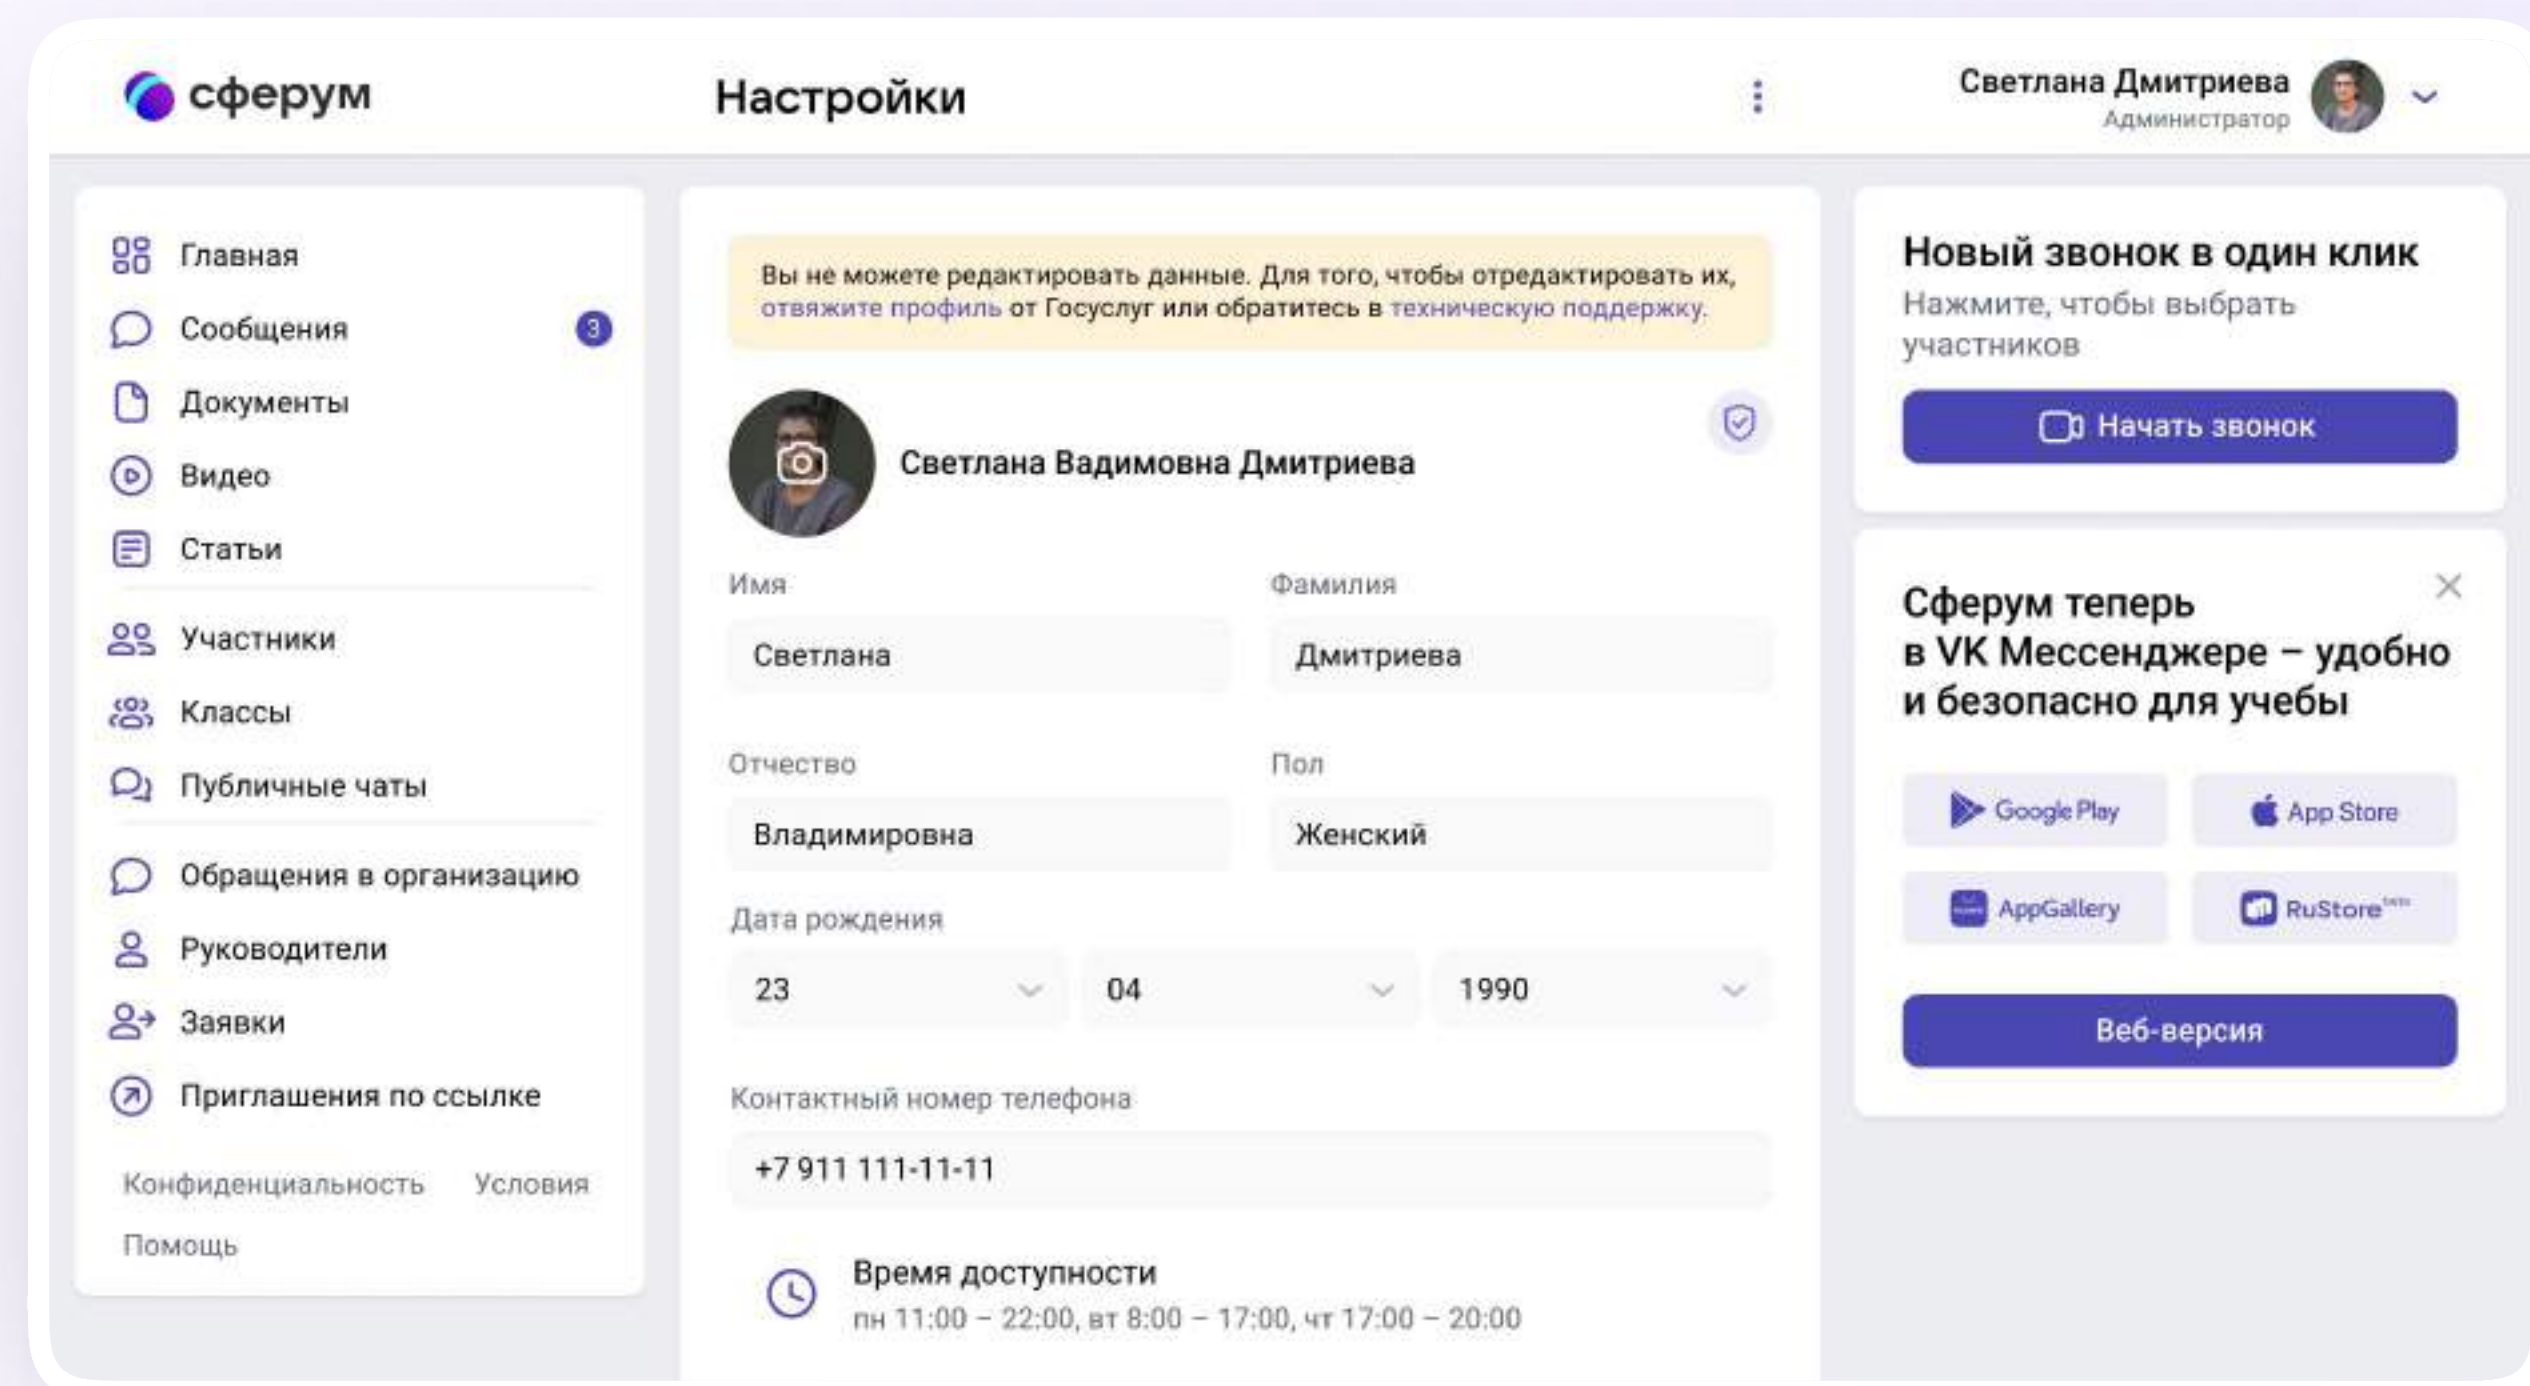 сферум
Настройки
Светлана Дмитриева
Администратор
Главная
Сообщения
3
Документы
Видео
Статьи
Участники
Классы
Публичные чаты
Обращения в организацию
Руководители
Заявки
Приглашения по ссылке
Конфиденциальность Условия
Помощь
Вы не можете редактировать данные. Для того, чтобы отредактировать их,
отвяжите профиль от Госуслуг или обратитесь в техническую поддержку.
Светлана Вадимовна Дмитриева
Имя
Фамилия
Светлана
Дмитриева
Отчество
Пол
Владимировна
Женский
Дата рождения
23
04
1990
Контактный номер телефона
+7 911 111-11-11
Время доступности
пн 11:00 – 22:00, вт 8:00 – 17:00, чт 17:00 – 20:00
Новый звонок в один клик
Нажмите, чтобы выбрать
участников
Начать звонок
Сферум теперь
в VK Мессенджере – удобно
и безопасно для учебы
Google Play
App Store
AppGallery
RuStore
Веб-версия